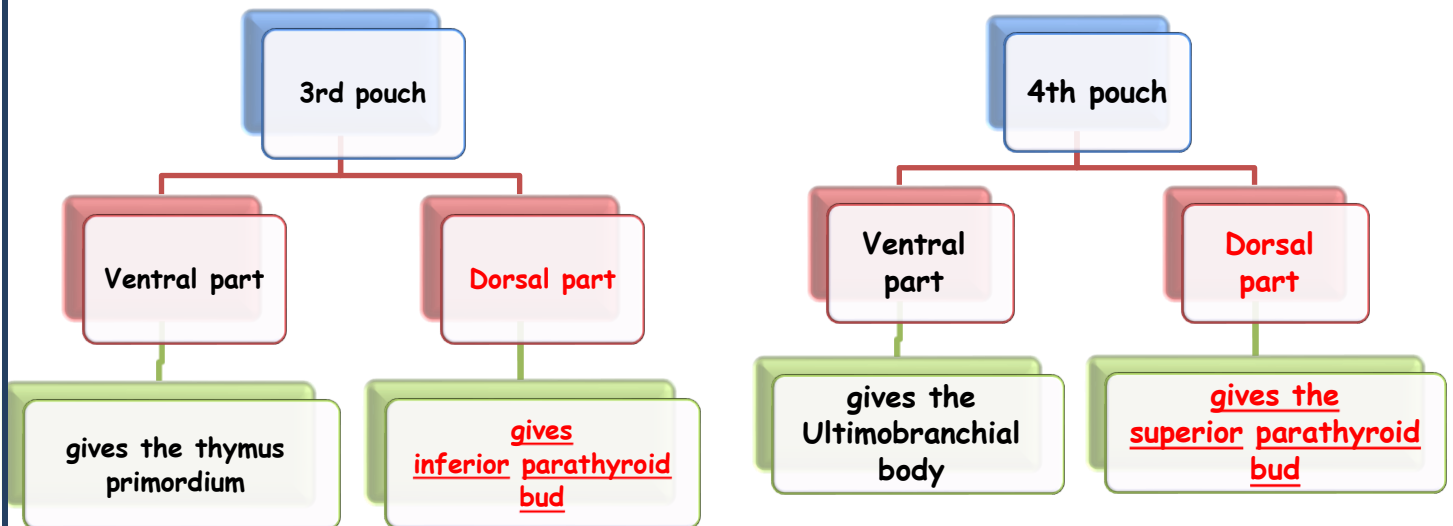 3rd pouch
Ventral part
Dorsal part
gives the thymus
primordium
gives
inferior parathyroid
bud
4th pouch
Ventral
part
Dorsal
part
gives the
Ultimobranchial
body
gives the
superior parathyroid
bud